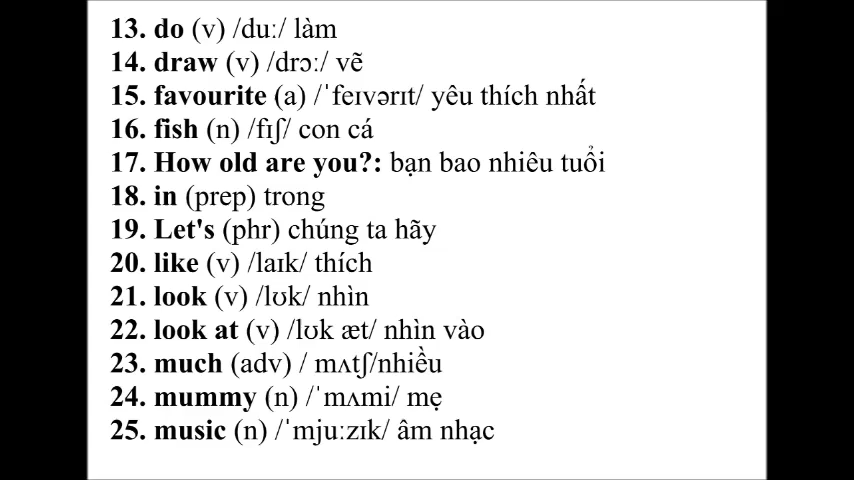 13. do (v) /duː/ làm
14. draw (v) /drɔː/ vẽ
15. favourite (a) /ˈfeɪvərɪt/ yêu thích nhất
16. fish (n) /fɪʃ/ con cá
17. How old are you?: bạn bao nhiêu tuổi
18. in (prep) trong
19. Let's (phr) chúng ta hãy
20. like (v) /laɪk/ thích
21. look (v) /lʊk/ nhìn
22. look at (v) /lʊk æt/ nhìn vào
23. much (adv) / mʌtʃ/nhiều
24. mummy (n) /ˈmʌmi/ mẹ
25. music (n) /ˈmjuːzɪk/ âm nhạc